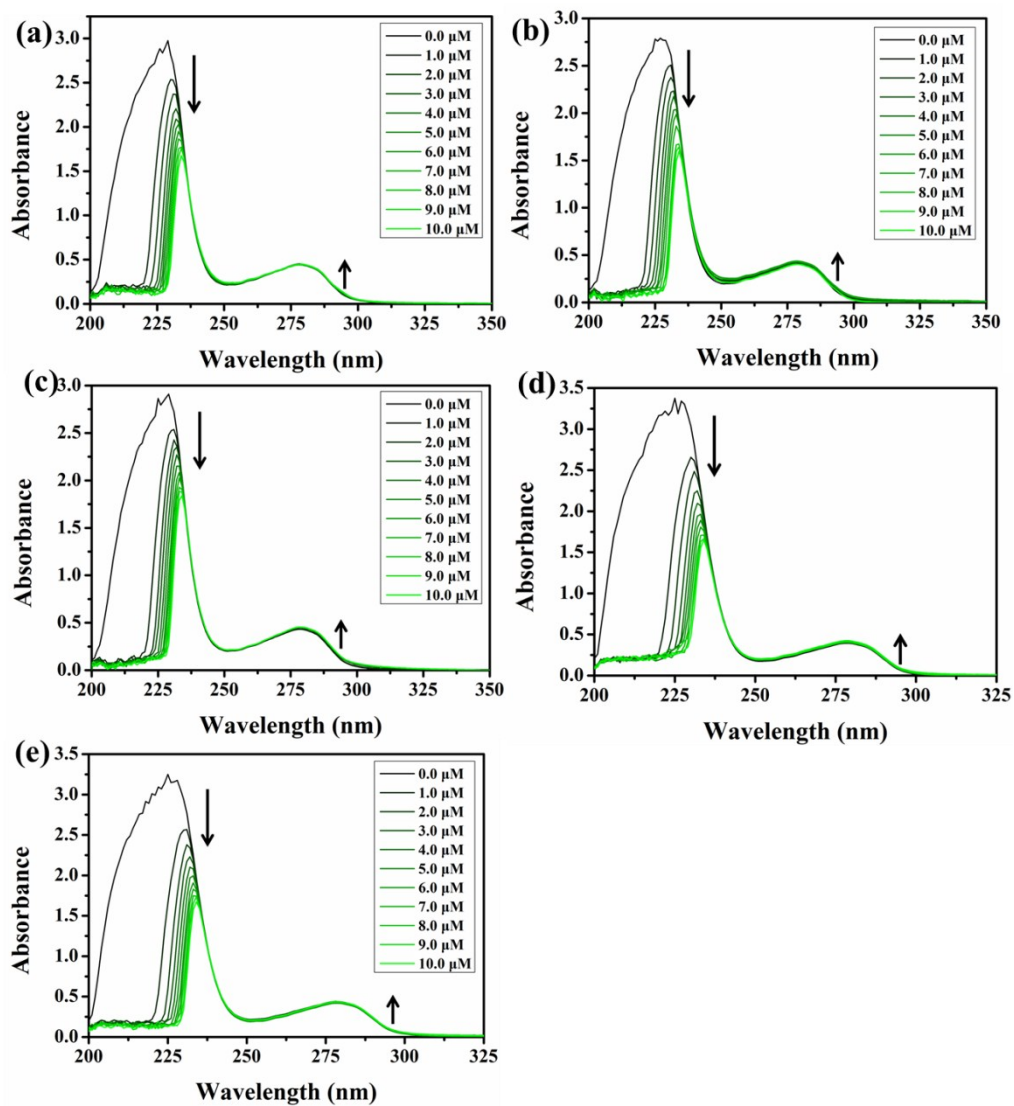 (a)
Absorbance
3.0
2.5
2.0
1.5
1.0
0.5
0.0
0.0 µM
1.0 µM
2.0 µM
3.0 µM
4.0 µM
5.0 µM
6.0 µM
7.0 µM
8.0 µM
9.0 µM
10.0 µM
200 225 250 275 300 325 350
Wavelength (nm)
(b)
Absorbance
3.0
2.5
2.0
1.5
1.0
0.5
0.0
0.0 µM
1.0 µM
2.0 µM
3.0 µM
4.0 µM
5.0 µM
6.0 µM
7.0 µM
8.0 µM
9.0 µM
10.0 µM
200 225 250 275 300 325 350
Wavelength (nm)
(c)
Absorbance
3.0
2.5
2.0
1.5
1.0
0.5
0.0
0.0 µM
1.0 µM
2.0 µM
3.0 µM
4.0 µM
5.0 µM
6.0 µM
7.0 µM
8.0 µM
9.0 µM
10.0 µM
200 225 250 275 300 325 350
Wavelength (nm)
(d)
Absorbance
3.5
3.0
2.5
2.0
1.5
1.0
0.5
0.0
200 225 250 275 300 325
Wavelength (nm)
(e)
Absorbance
3.5
3.0
2.5
2.0
1.5
1.0
0.5
0.0
0.0 µM
1.0 µM
2.0 µM
3.0 µM
4.0 µM
5.0 µM
6.0 µM
7.0 µM
8.0 µM
9.0 µM
10.0 µM
200 225 250 275 300 325
Wavelength (nm)